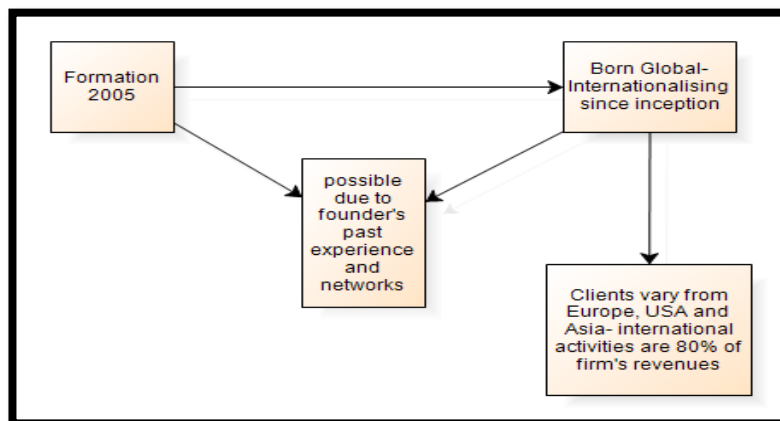 Formation
2005
Born Global-
Internationalising
since inception
possible
due to
founder's
past
experience
and
networks
Clients vary from
Europe, USA and
Asia- international
activities are 80% of
firm's revenues